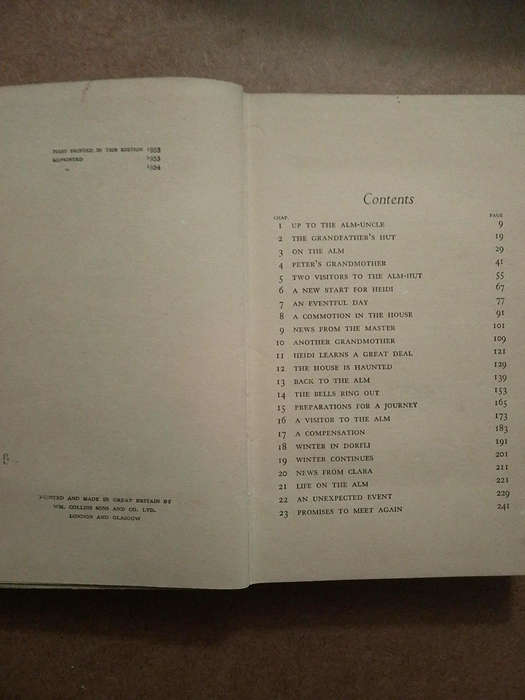 FIRST PRINTED IN THIS EDITION 1953
REPRINTED 1953
" 1954
PRINTED AND MADE IN GREAT BRITAIN BY
WM. COLLINS SONS AND CO. LTD.
LONDON AND GLASGOW
Contents
CHAP. PAGE
1 UP TO THE ALM-UNCLE 9
2 THE GRANDFATHER'S HUT 19
3 ON THE ALM 29
4 PETER'S GRANDMOTHER 41
5 TWO VISITORS TO THE ALM-HUT 55
6 A NEW START FOR HEIDI 67
7 AN EVENTFUL DAY 77
8 A COMMOTION IN THE HOUSE 91
9 NEWS FROM THE MASTER 101
10 ANOTHER GRANDMOTHER 109
11 HEIDI LEARNS A GREAT DEAL 121
12 THE HOUSE IS HAUNTED 129
13 BACK TO THE ALM 139
14 THE BELLS RING OUT 153
15 PREPARATIONS FOR A JOURNEY 165
16 A VISITOR TO THE ALM 173
17 A COMPENSATION 183
18 WINTER IN DORFLI 191
19 WINTER CONTINUES 201
20 NEWS FROM CLARA 211
21 LIFE ON THE ALM 221
22 AN UNEXPECTED EVENT 229
23 PROMISES TO MEET AGAIN 241